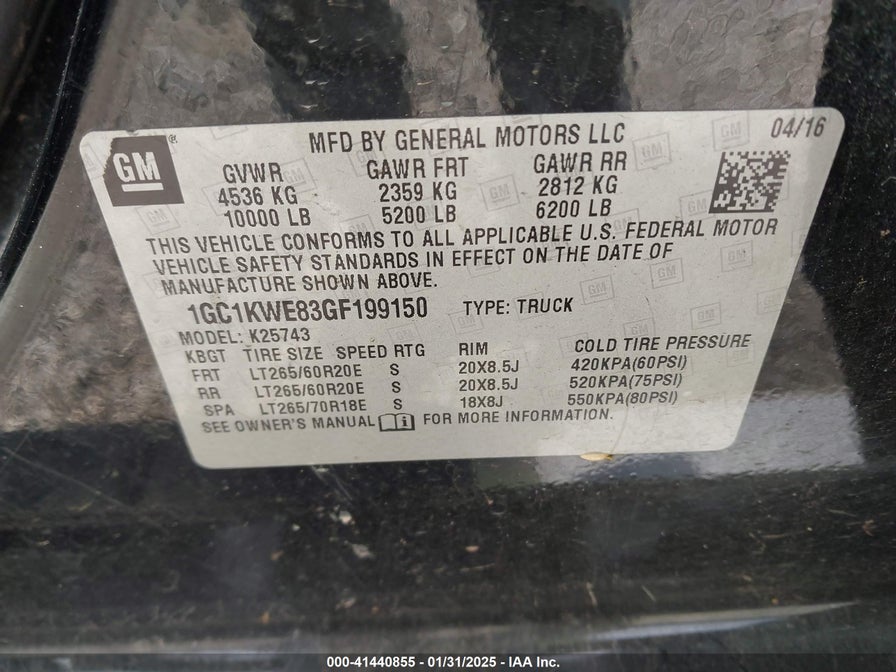 GM ® MFD BY GENERAL MOTORS LLC 04/16
GVWR GAWR FRT GAWR RR
4536 KG 2359 KG 2812 KG
10000 LB 5200 LB 6200 LB
THIS VEHICLE CONFORMS TO ALL APPLICABLE U.S. FEDERAL MOTOR
VEHICLE SAFETY STANDARDS IN EFFECT ON THE DATE OF
MANUFACTURE SHOWN ABOVE.
1GC1KWE83GF199150 TYPE: TRUCK
MODEL: K25743
KBGT TIRE SIZE SPEED RTG RIM COLD TIRE PRESSURE
FRT LT265/60R20E S 20X8.5J 420KPA(60PSI)
RR LT265/60R20E S 20X8.5J 520KPA(75PSI)
SPA LT265/70R18E S 18X8J 550KPA(80PSI)
SEE OWNER'S MANUAL i FOR MORE INFORMATION.
000-41440855 - 01/31/2025 - IAA Inc.